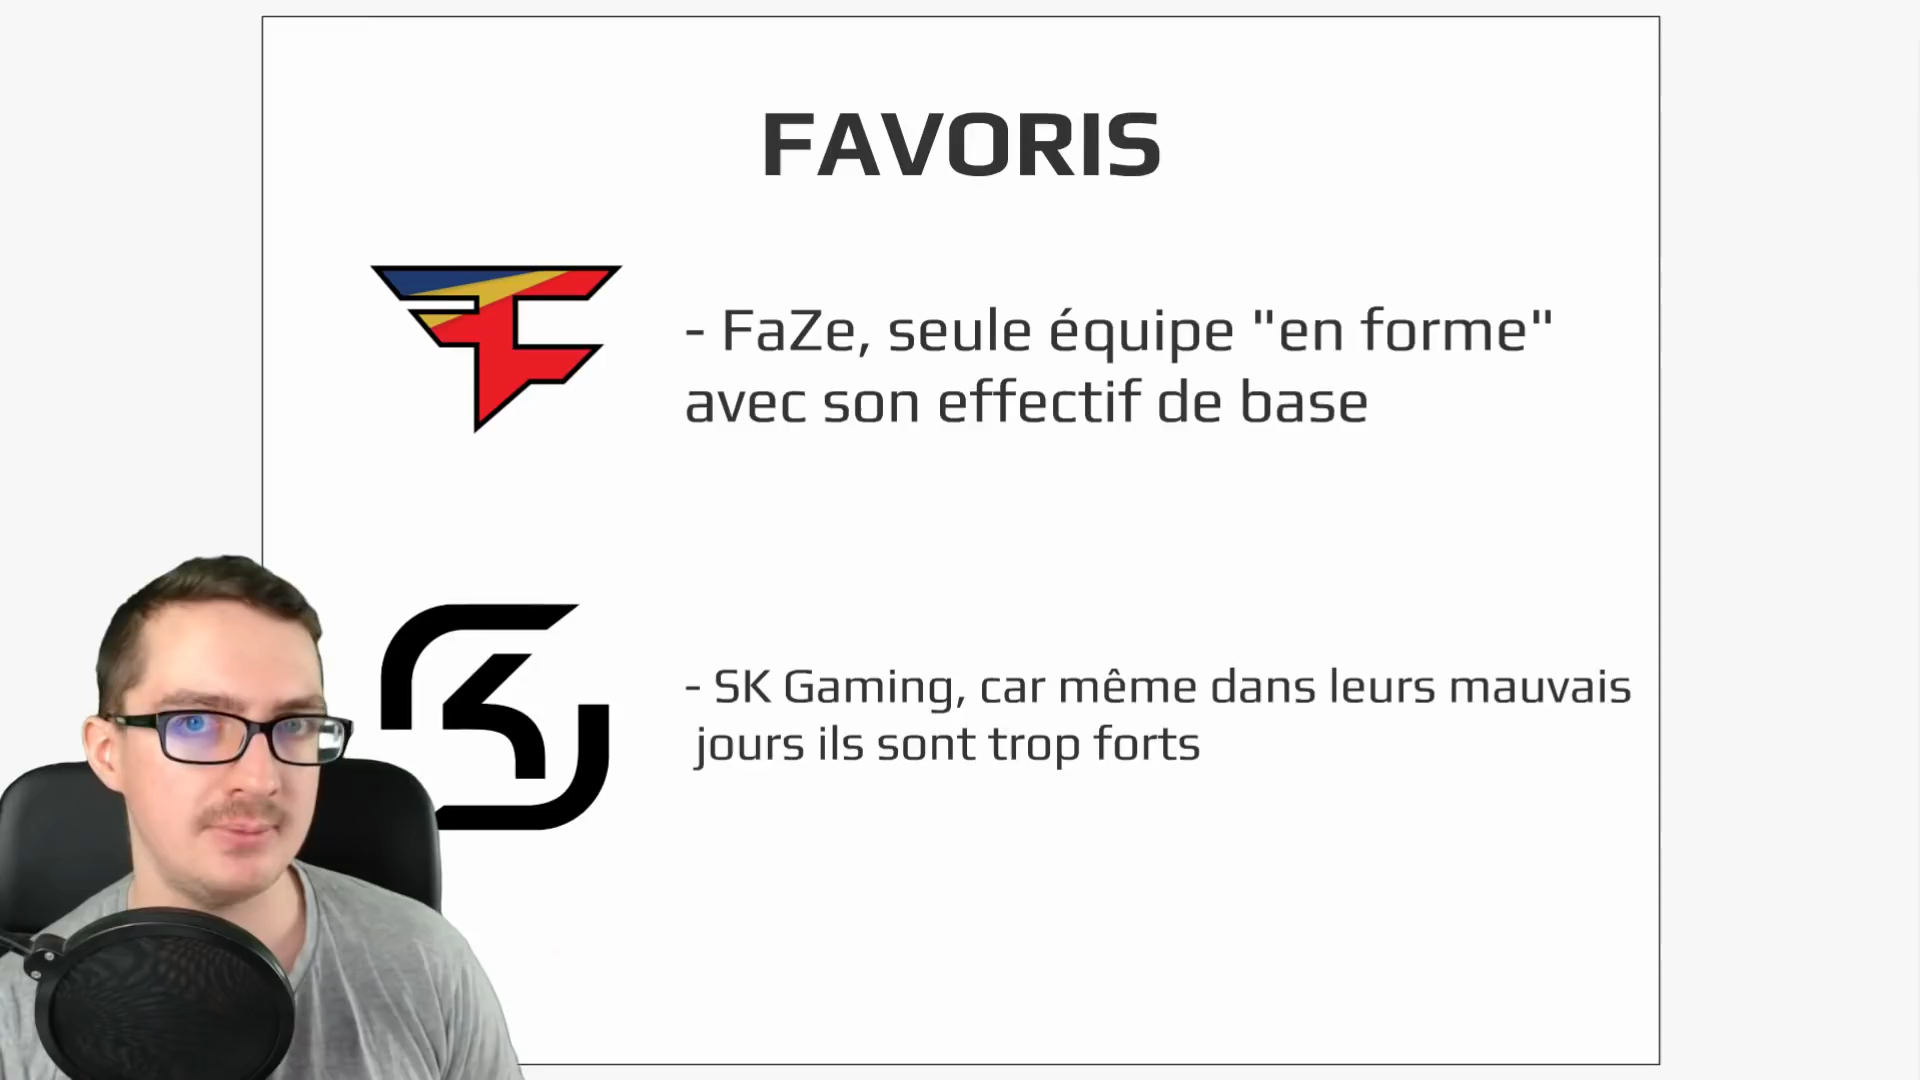 FAVORIS
- FaZe, seule équipe "en forme"
avec son effectif de base
- SK Gaming, car même dans leurs mauvais
jours ils sont trop forts